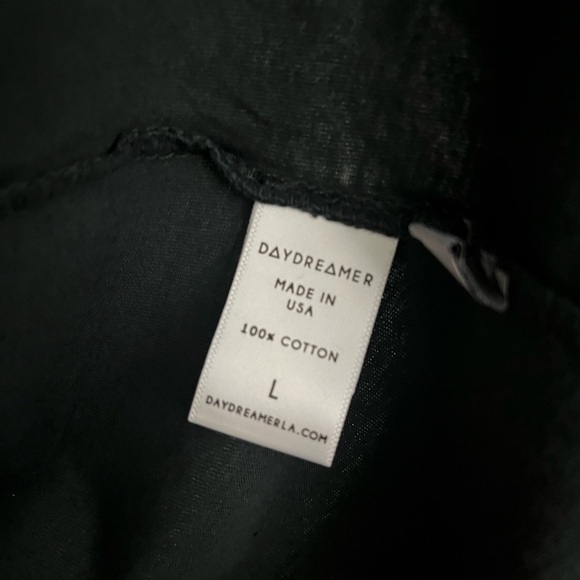 DAYDREAMER
MADE IN
USA
100% COTTON
L
DAYDREAMERLA.COM